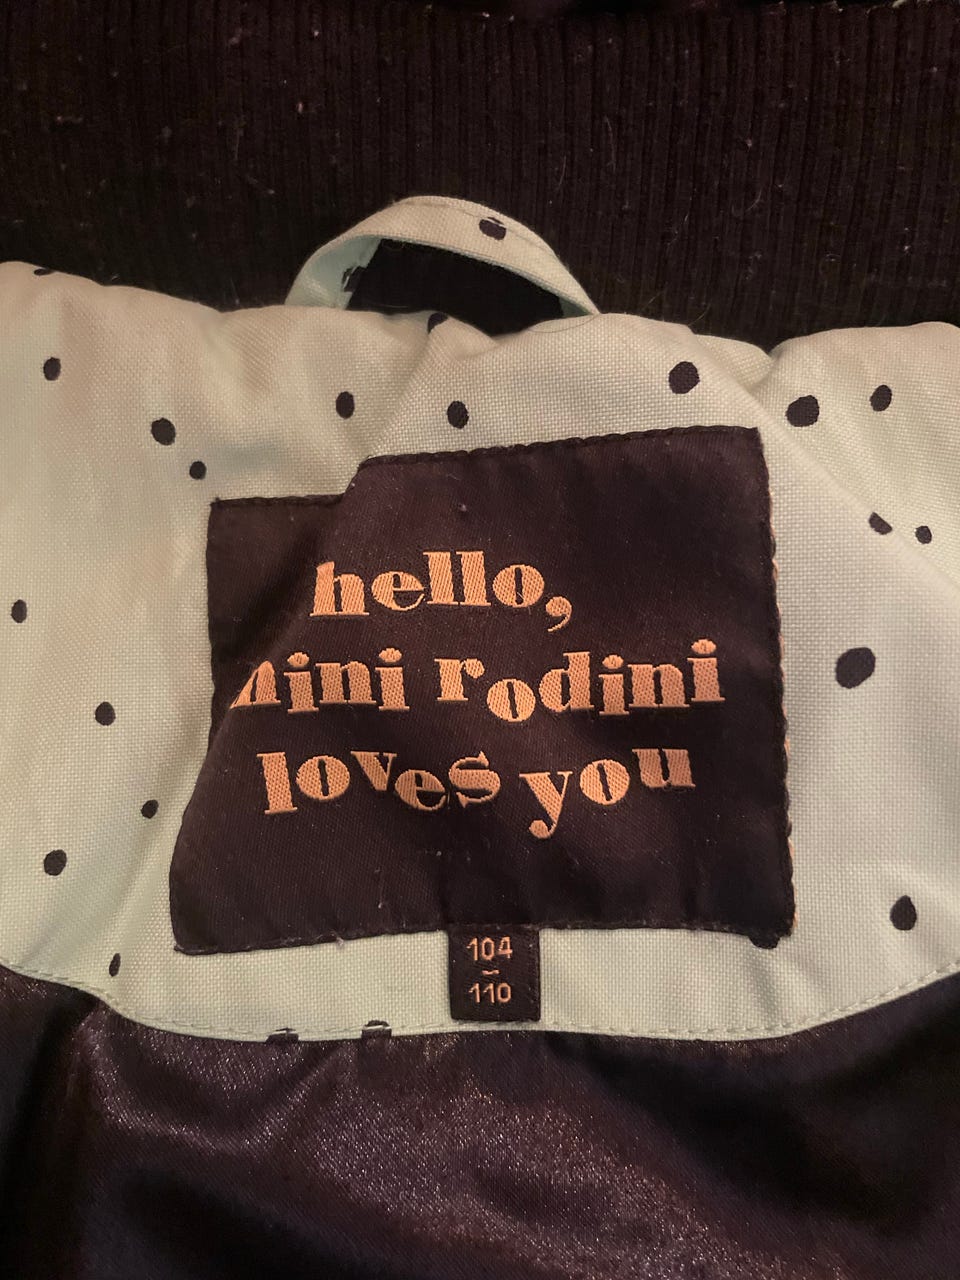 hello,
mini rodini
loves you
104
-
110